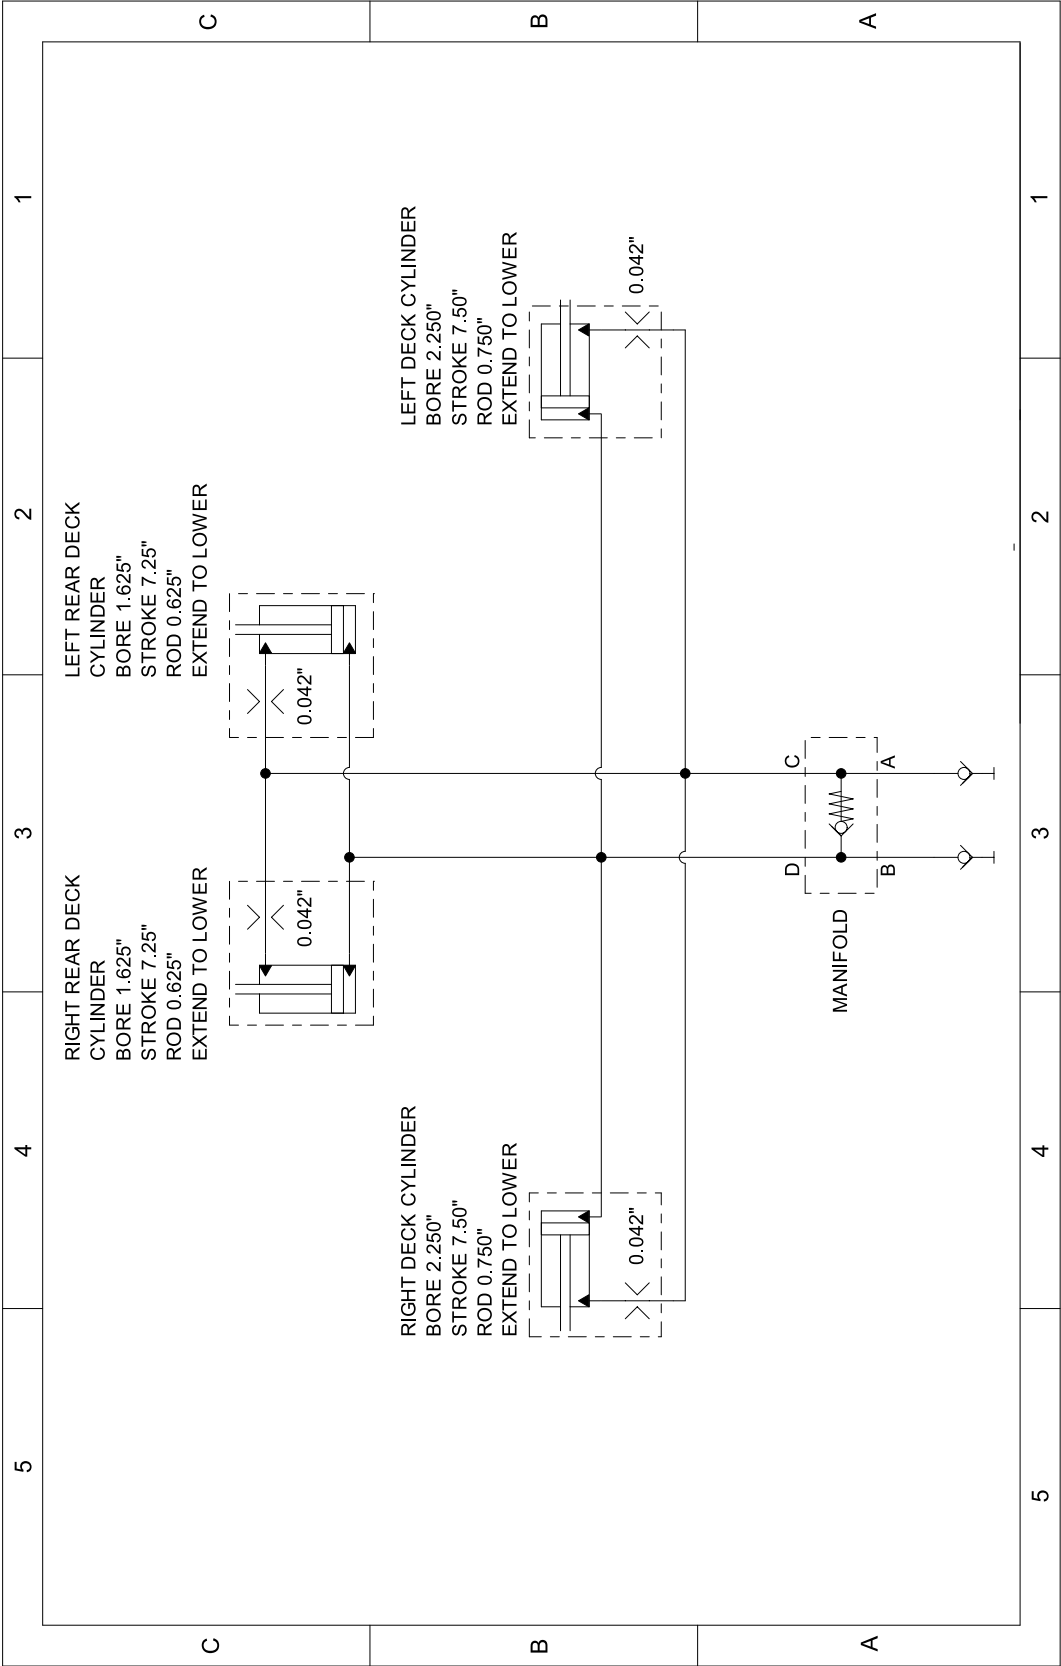 C
B
A
1
1
2
2
3
3
4
4
5
5
C
B
A
LEFT REAR DECK
CYLINDER
BORE 1.625"
STROKE 7.25"
ROD 0.625"
EXTEND TO LOWER
0.042"
RIGHT REAR DECK
CYLINDER
BORE 1.625"
STROKE 7.25"
ROD 0.625"
EXTEND TO LOWER
0.042"
LEFT DECK CYLINDER
BORE 2.250"
STROKE 7.50"
ROD 0.750"
EXTEND TO LOWER
0.042"
RIGHT DECK CYLINDER
BORE 2.250"
STROKE 7.50"
ROD 0.750"
EXTEND TO LOWER
0.042"
C
A
D
B
MANIFOLD